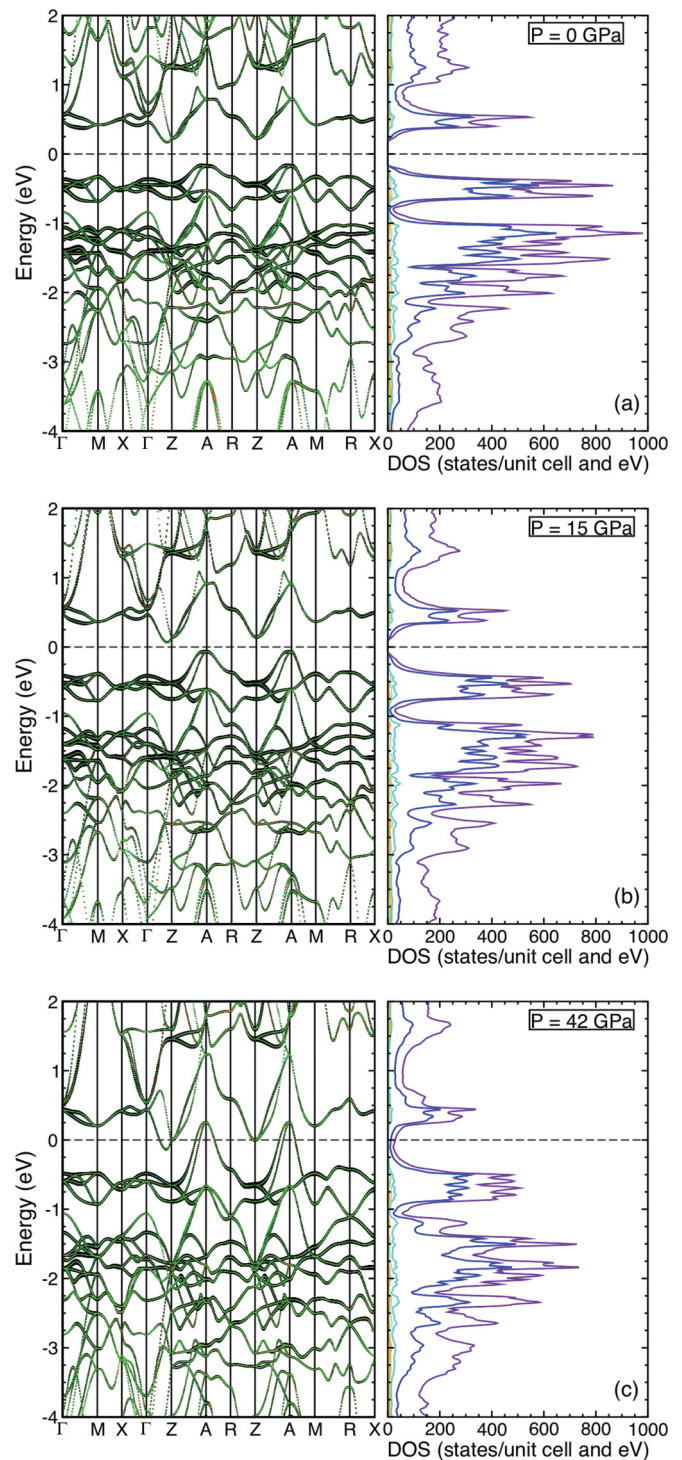 2
1
0
-1
-2
-3
-4
Energy (eV)
Γ M X Γ Z A R Z A M R X
P = 0 GPa
(a)
0 200 400 600 800 1000
DOS (states/unit cell and eV)
2
1
0
-1
-2
-3
-4
Energy (eV)
Γ M X Γ Z A R Z A M R X
P = 15 GPa
(b)
0 200 400 600 800 1000
DOS (states/unit cell and eV)
2
1
0
-1
-2
-3
-4
Energy (eV)
Γ M X Γ Z A R Z A M R X
P = 42 GPa
(c)
0 200 400 600 800 1000
DOS (states/unit cell and eV)